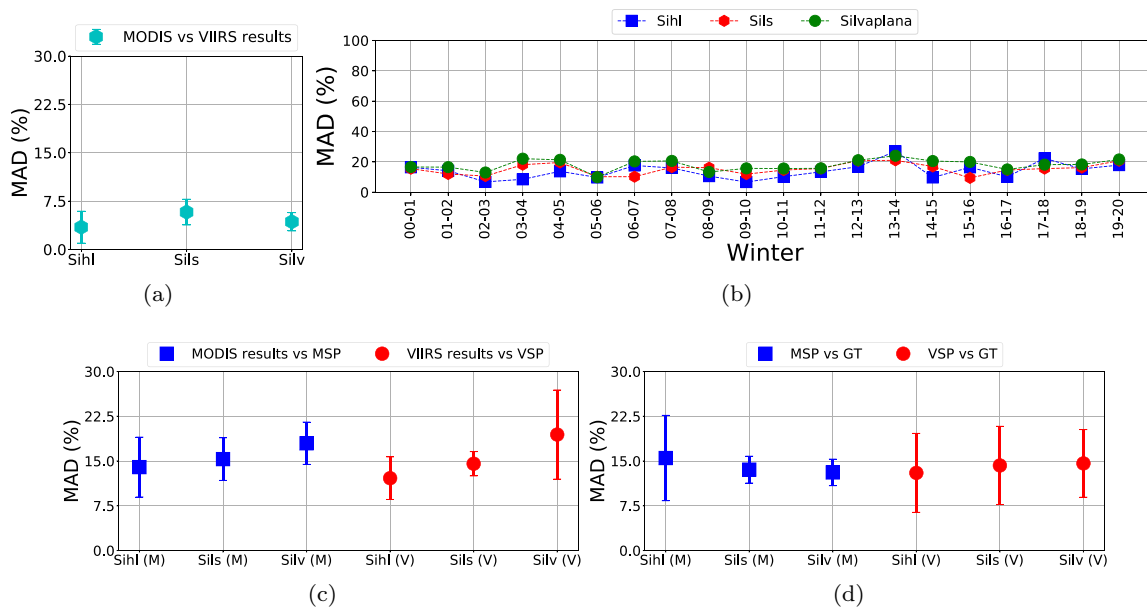 MODIS vs VIIRS results
MAD (%)
30.0
22.5
15.0
7.5
0.0
Sihl Sils Silv
(a)
Sihl Sils Silvaplana
MAD (%)
100
80
60
40
20
0
00-01 01-02 02-03 03-04 04-05 05-06 06-07 07-08 08-09 09-10 10-11 11-12 12-13 13-14 14-15 15-16 16-17 17-18 18-19 19-20
Winter
(b)
MODIS results vs MSP VIIRS results vs VSP
MAD (%)
30.0
22.5
15.0
7.5
0.0
Sihl (M) Sils (M) Silv (M) Sihl (V) Sils (V) Silv (V)
(c)
MSP vs GT VSP vs GT
MAD (%)
30.0
22.5
15.0
7.5
0.0
Sihl (M) Sils (M) Silv (M) Sihl (V) Sils (V) Silv (V)
(d)